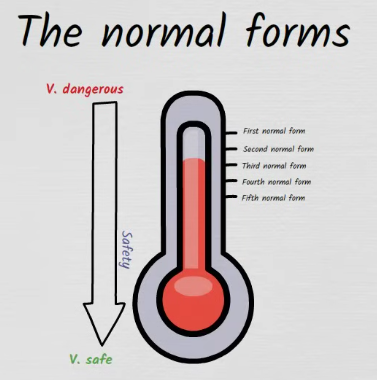 The normal forms
V. dangerous
First normal form
Second normal form
Third normal form
Fourth normal form
Fifth normal form
Safety
V. safe